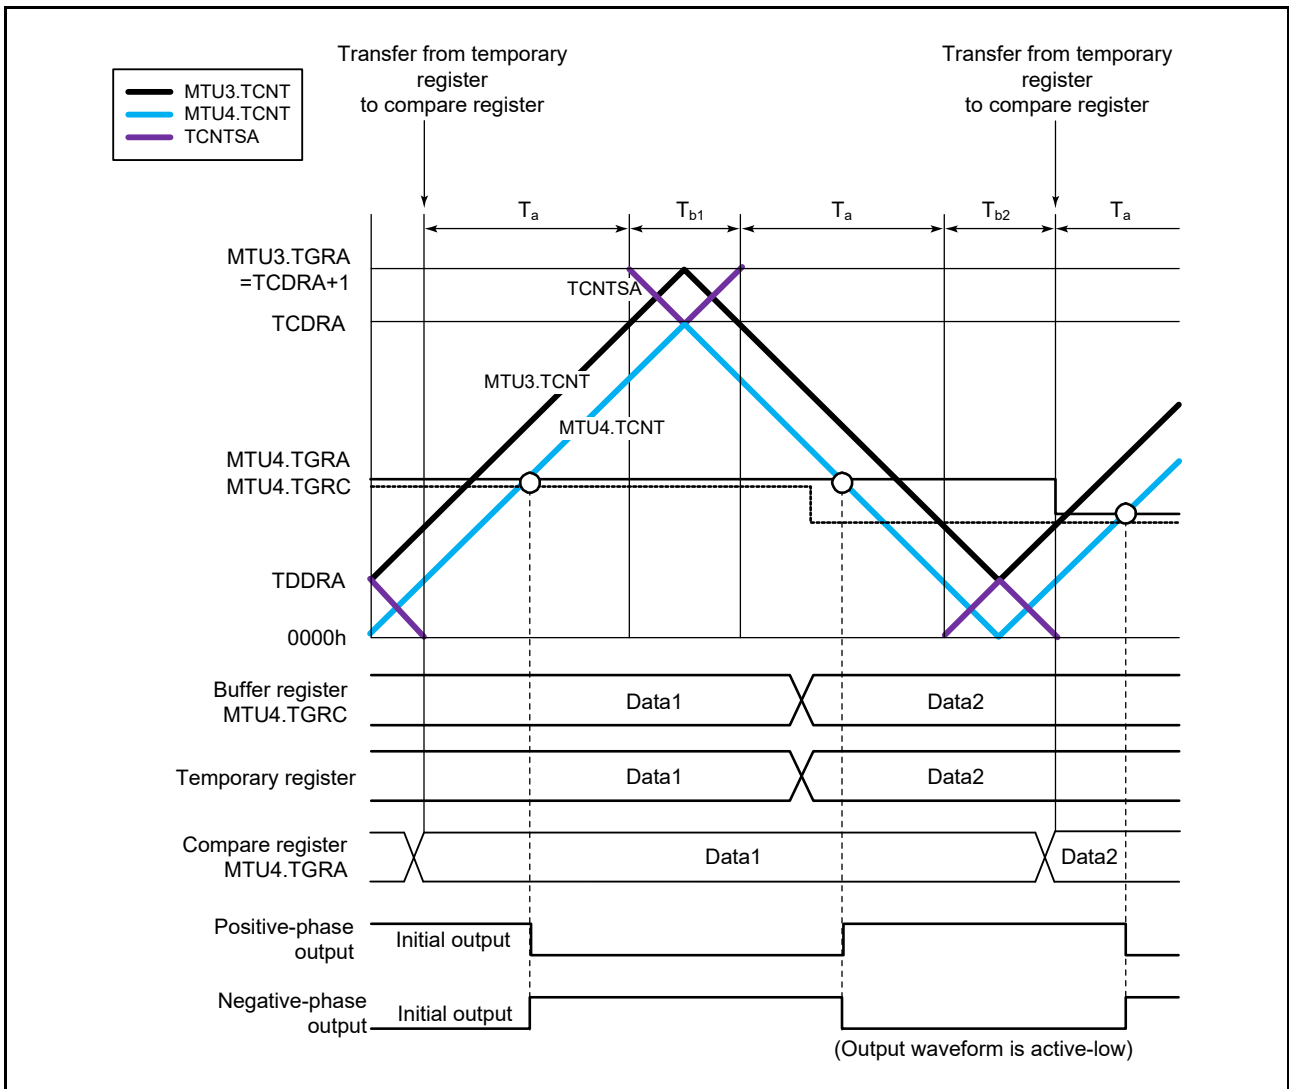 Transfer from temporary
register
to compare register
Transfer from temporary
register
to compare register
MTU3.TCNT
MTU4.TCNT
TCNTSA
Ta
Tb1
Ta
Tb2
Ta
MTU3.TGRA
=TCDRA+1
TCNTSA
TCDRA
MTU3.TCNT
MTU4.TCNT
MTU4.TGRA
MTU4.TGRC
TDDRA
0000h
Buffer register
MTU4.TGRC
Data1
Data2
Temporary register
Data1
Data2
Compare register
MTU4.TGRA
Data1
Data2
Positive-phase
output
Initial output
Negative-phase
output
Initial output
(Output waveform is active-low)